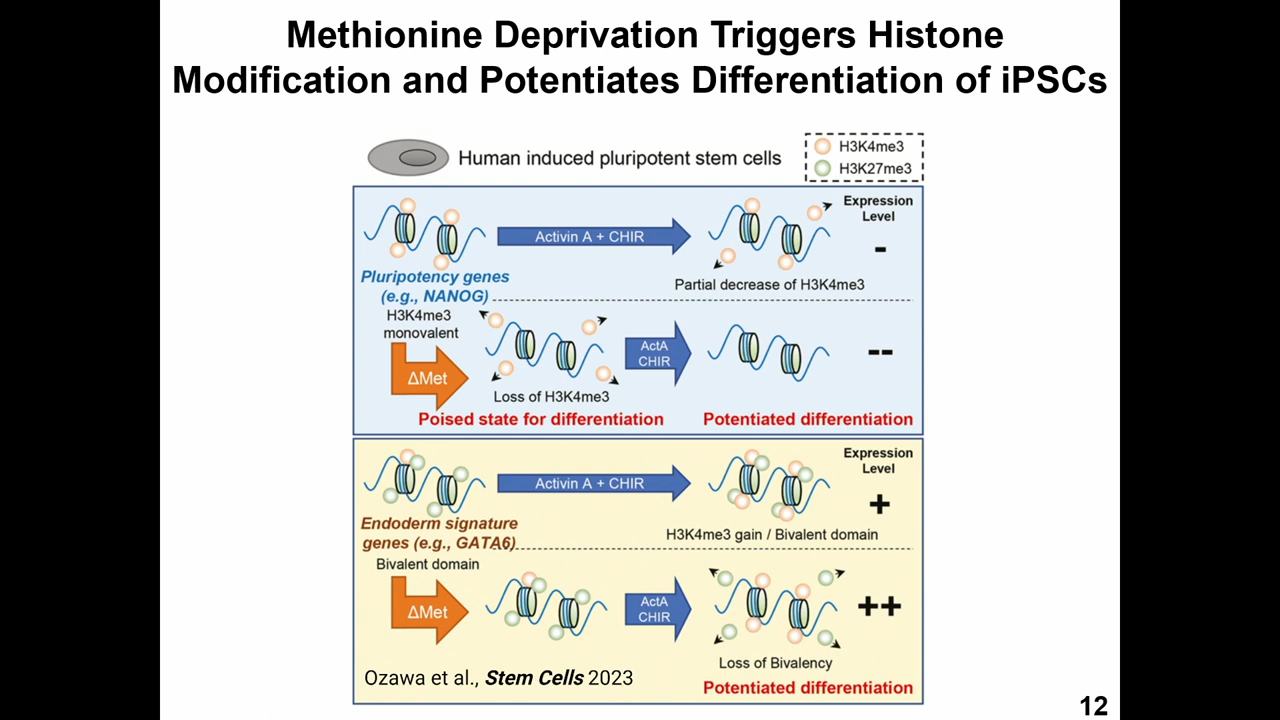 Methionine Deprivation Triggers Histone
Modification and Potentiates Differentiation of iPSCs
Human induced pluripotent stem cells
H3K4me3
H3K27me3
Expression
Level
Activin A + CHIR
-
Pluripotency genes
(e.g., NANOG)
Partial decrease of H3K4me3
H3K4me3
monovalent
ΔMet
ActA
CHIR
--
Loss of H3K4me3
Poised state for differentiation
Potentiated differentiation
Expression
Level
Activin A + CHIR
+
Endoderm signature
genes (e.g., GATA6)
H3K4me3 gain / Bivalent domain
Bivalent domain
ΔMet
ActA
CHIR
++
Loss of Bivalency
Ozawa et al., Stem Cells 2023
Potentiated differentiation
12